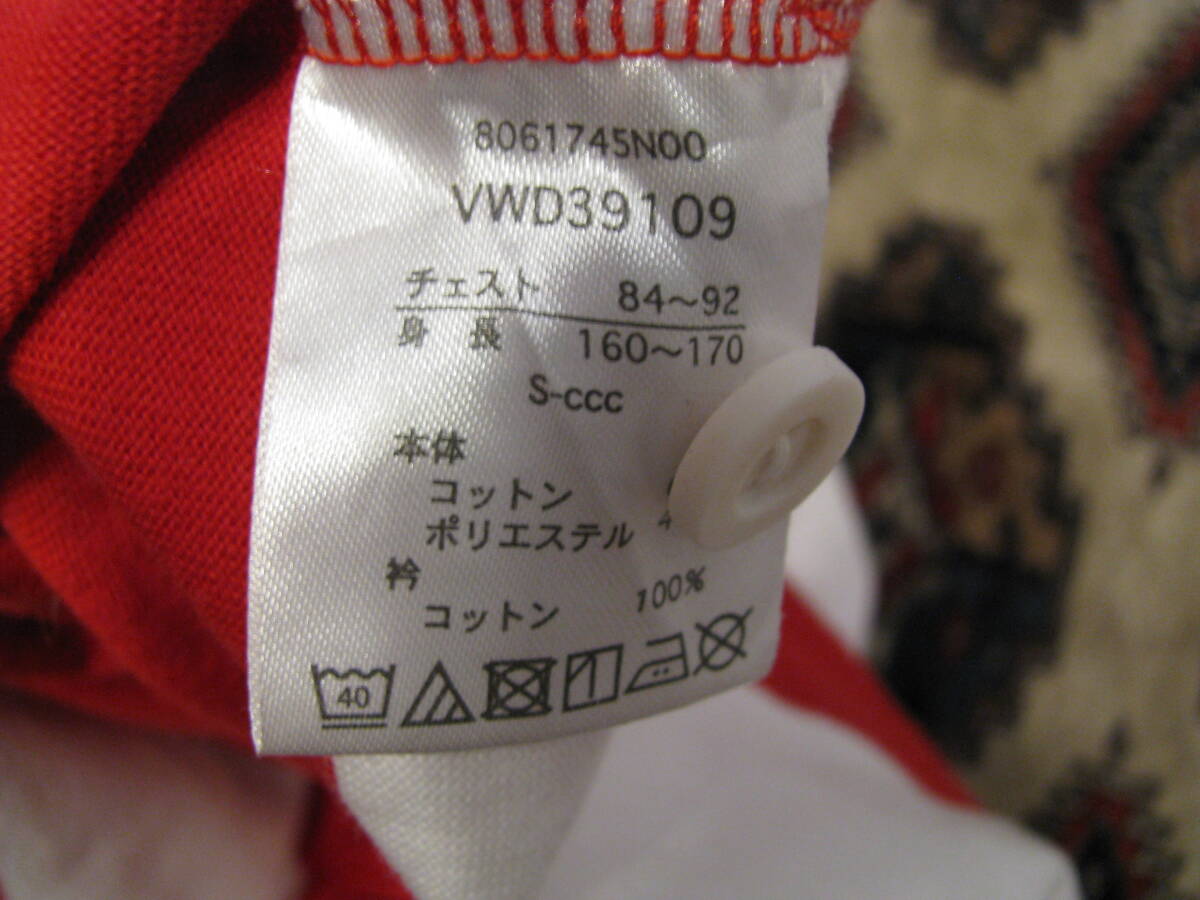 8061745N00
VWD39109
チェスト 84〜92
身長 160〜170
S-ccc
本体
コットン
ポリエステル 4
衿
コットン 100%
40